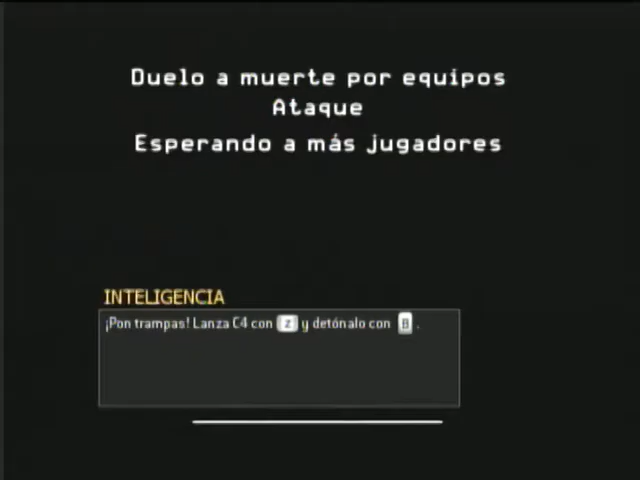 Duelo a muerte por equipos
Ataque
Esperando a más jugadores
INTELIGENCIA
¡Pon trampas! Lanza C4 con Z y detónalo con B .